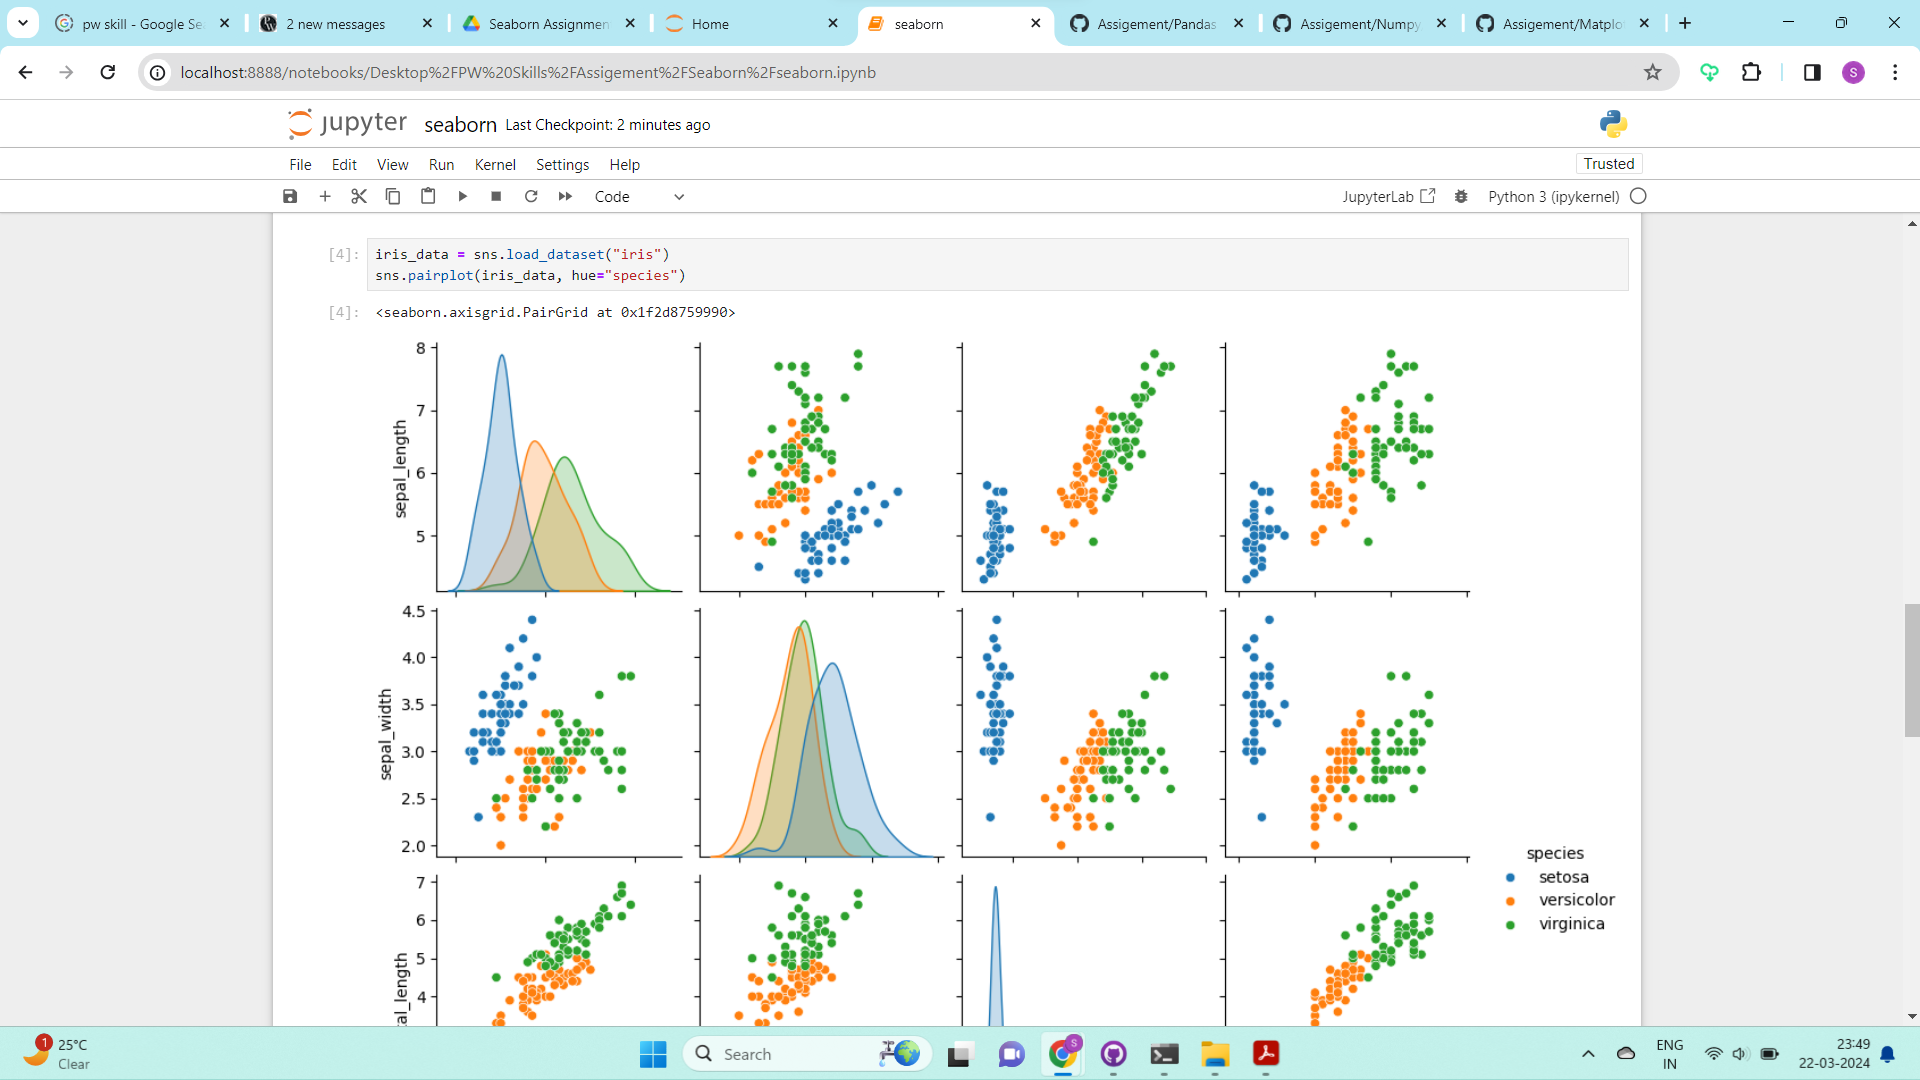 pw skill - Google Se
2 new messages
Seaborn Assignmen
Home
seaborn
Assigement/Pandas
Assigement/Numpy
Assigement/Matplo
localhost:8888/notebooks/Desktop%2FPW%20Skills%2FAssigement%2FSeaborn%2Fseaborn.ipynb
S
jupyter seaborn Last Checkpoint: 2 minutes ago
File Edit View Run Kernel Settings Help
Trusted
Code
JupyterLab
Python 3 (ipykernel)
[4]: iris_data = sns.load_dataset("iris")
sns.pairplot(iris_data, hue="species")
[4]: <seaborn.axisgrid.PairGrid at 0x1f2d8759990>
8
7
6
5
sepal_length
4.5
4.0
3.5
3.0
2.5
2.0
sepal_width
7
6
5
4
tal_length
species
setosa
versicolor
virginica
1
25°C
Clear
Search
S
ENG
IN
23:49
22-03-2024